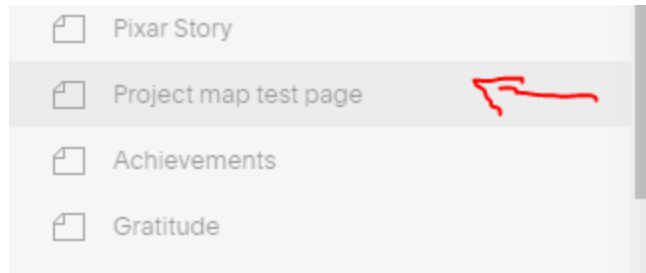 Pixar Story
Project map test page
Achievements
Gratitude